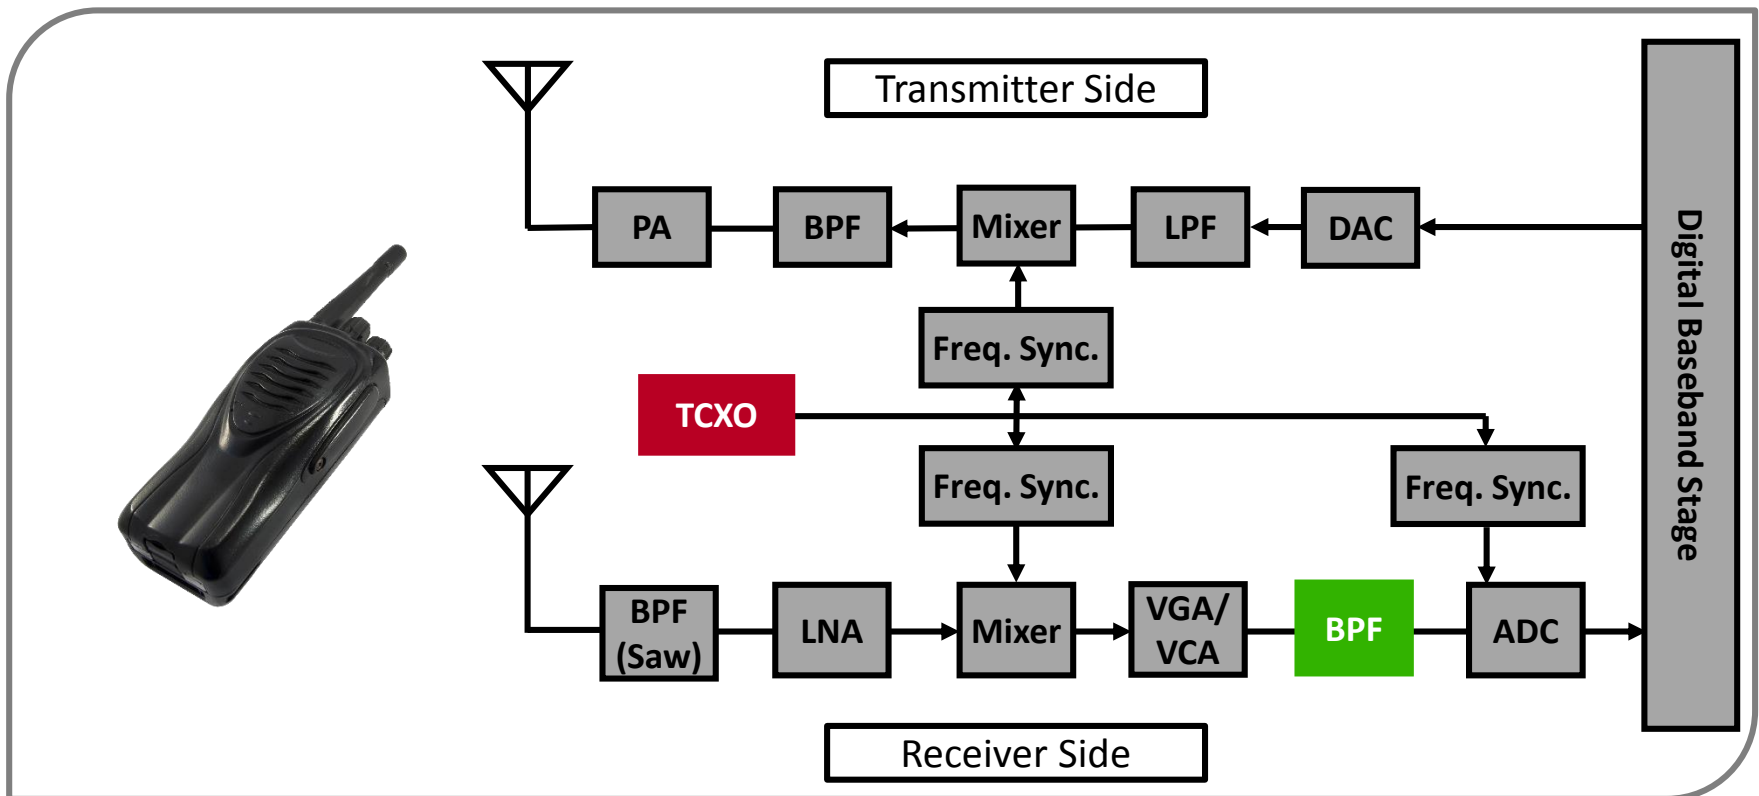 Transmitter Side
PA
BPF
Mixer
LPF
DAC
Freq. Sync.
TCXO
Freq. Sync.
Freq. Sync.
BPF
(Saw)
LNA
Mixer
VGA/
VCA
BPF
ADC
Digital Baseband Stage
Receiver Side